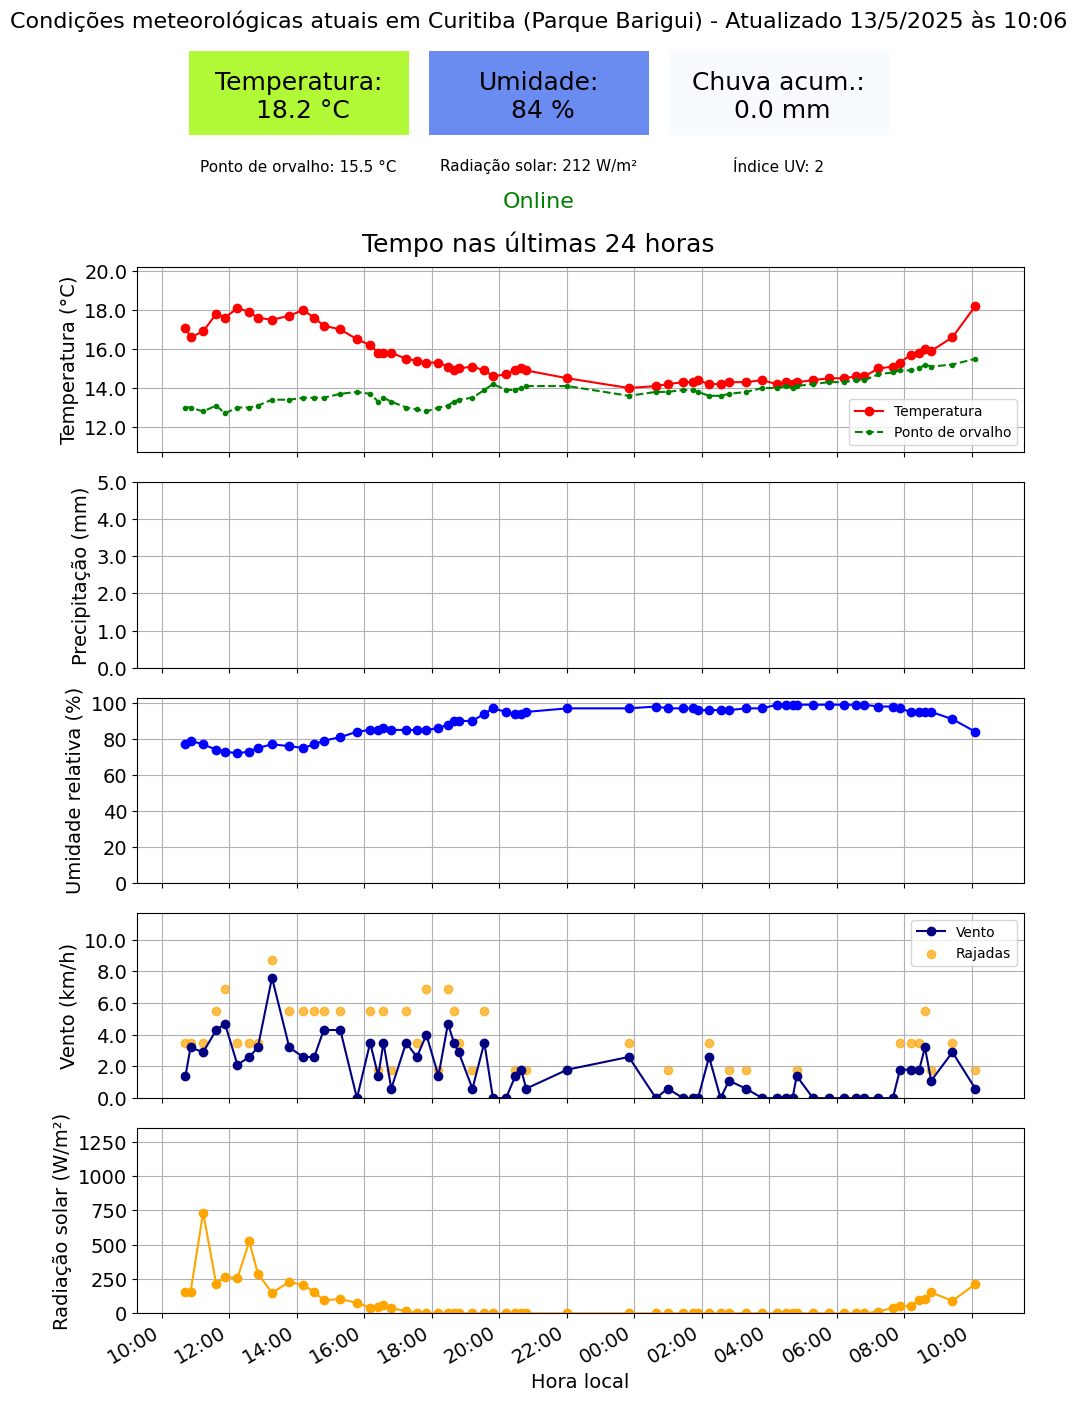 Condições meteorológicas atuais em Curitiba (Parque Barigui) - Atualizado 13/5/2025 às 10:06
Temperatura:
18.2 °C
Umidade:
84 %
Chuva acum.:
0.0 mm
Ponto de orvalho: 15.5 °C
Radiação solar: 212 W/m²
Índice UV: 2
Online
Tempo nas últimas 24 horas
Temperatura (°C)
20.0
18.0
16.0
14.0
12.0
Temperatura
Ponto de orvalho
Precipitação (mm)
5.0
4.0
3.0
2.0
1.0
0.0
Umidade relativa (%)
100
80
60
40
20
0
Vento (km/h)
10.0
8.0
6.0
4.0
2.0
0.0
Vento
Rajadas
Radiação solar (W/m²)
1250
1000
750
500
250
0
10:00
12:00
14:00
16:00
18:00
20:00
22:00
00:00
02:00
04:00
06:00
08:00
10:00
Hora local